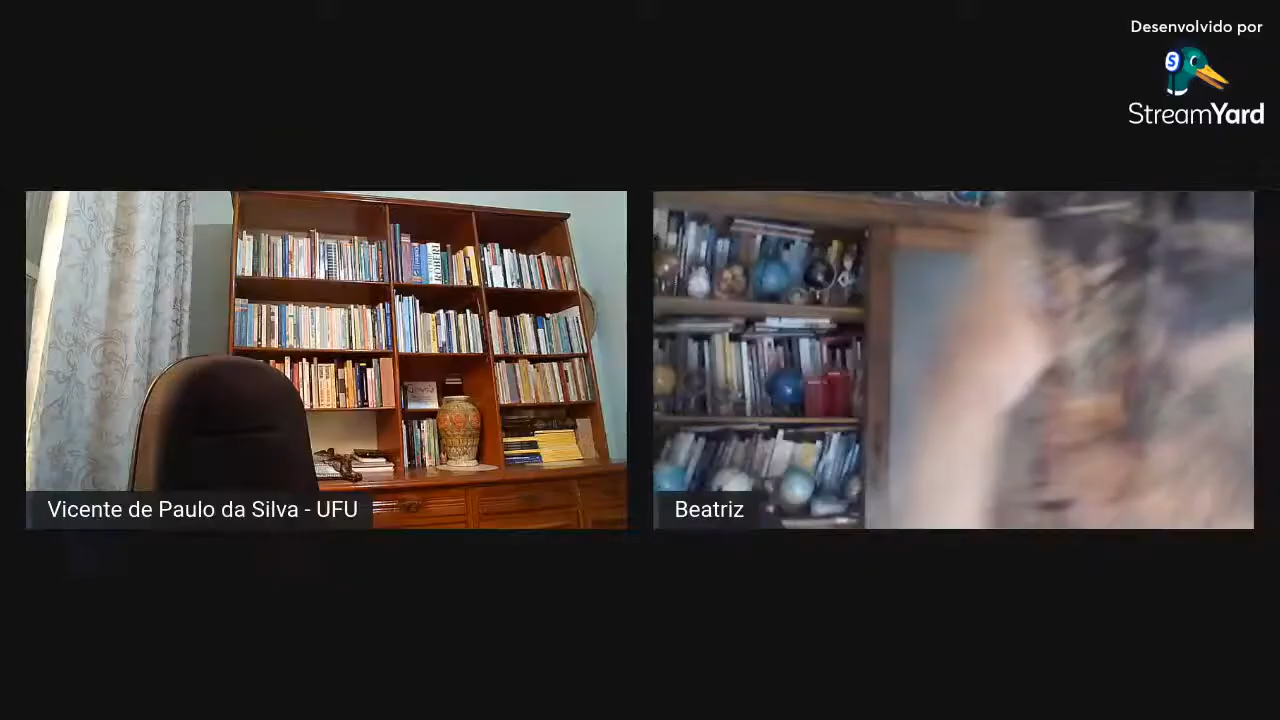 Desenvolvido por
StreamYard
Vicente de Paulo da Silva - UFU
Beatriz